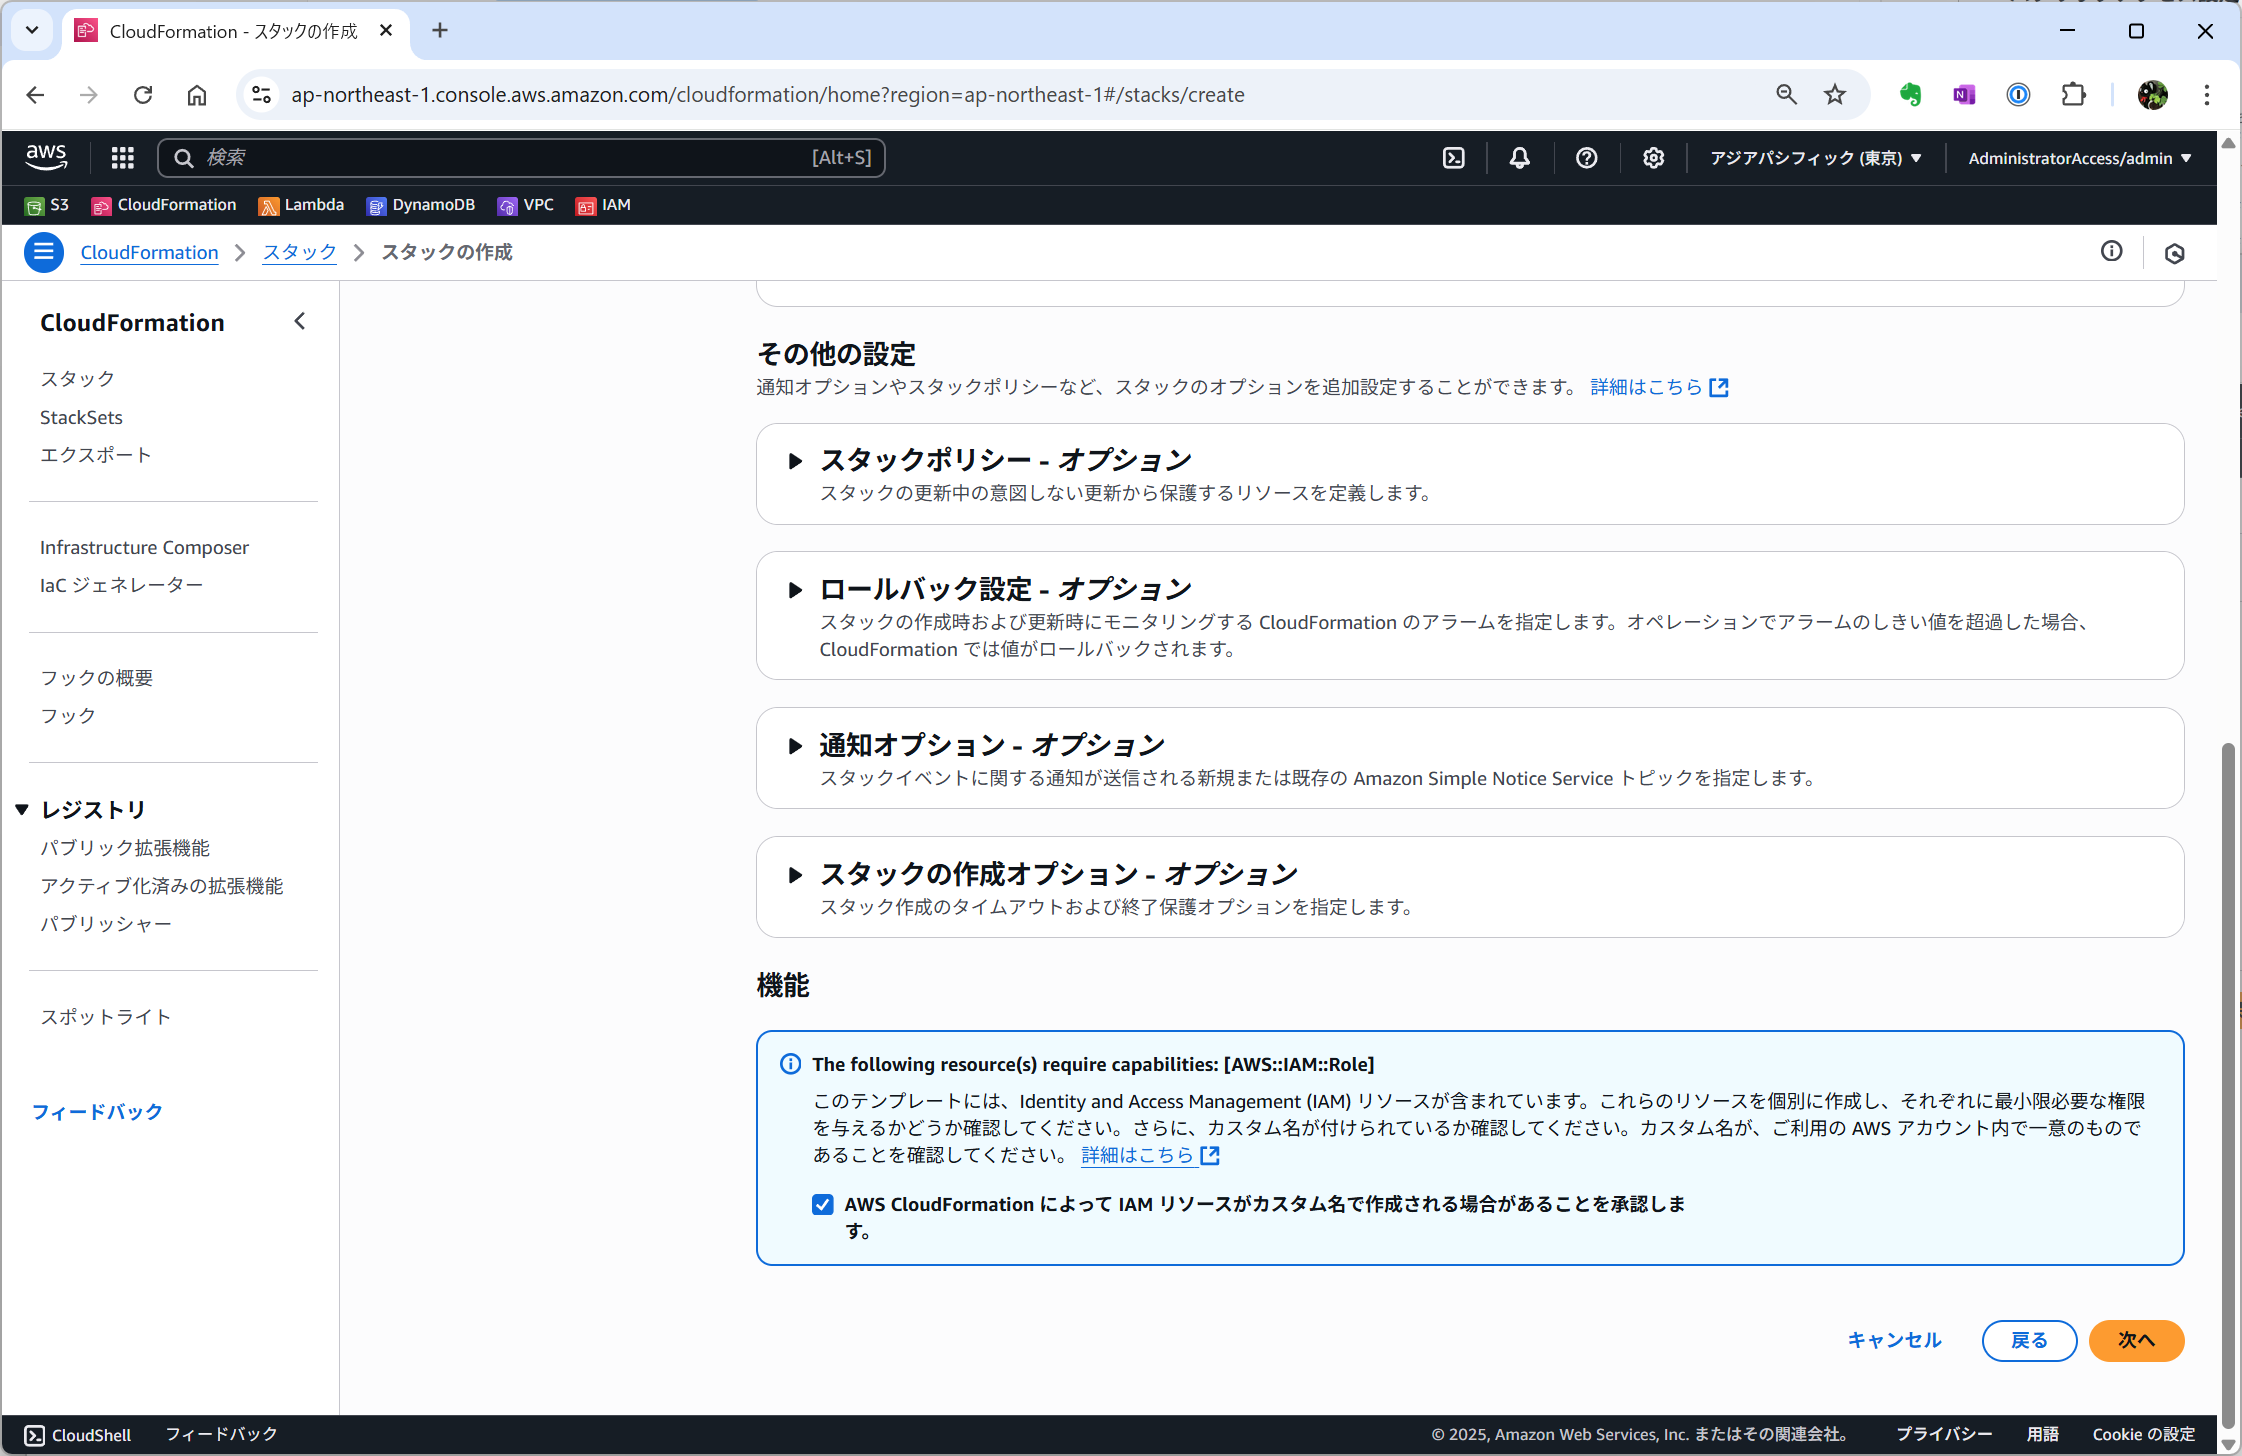 CloudFormation - スタックの作成
ap-northeast-1.console.aws.amazon.com/cloudformation/home?region=ap-northeast-1#/stacks/create
aws
検索
[Alt+S]
アジアパシフィック (東京)
AdministratorAccess/admin
S3
CloudFormation
Lambda
DynamoDB
VPC
IAM
CloudFormation
スタック
スタックの作成
CloudFormation
スタック
StackSets
エクスポート
Infrastructure Composer
IaC ジェネレーター
フックの概要
フック
レジストリ
パブリック拡張機能
アクティブ化済みの拡張機能
パブリッシャー
スポットライト
フィードバック
その他の設定
通知オプションやスタックポリシーなど、スタックのオプションを追加設定することができます。 詳細はこちら
スタックポリシー - オプション
スタックの更新中の意図しない更新から保護するリソースを定義します。
ロールバック設定 - オプション
スタックの作成時および更新時にモニタリングする CloudFormation のアラームを指定します。オペレーションでアラームのしきい値を超過した場合、
CloudFormation では値がロールバックされます。
通知オプション - オプション
スタックイベントに関する通知が送信される新規または既存の Amazon Simple Notice Service トピックを指定します。
スタックの作成オプション - オプション
スタック作成のタイムアウトおよび終了保護オプションを指定します。
機能
The following resource(s) require capabilities: [AWS::IAM::Role]
このテンプレートには、Identity and Access Management (IAM) リソースが含まれています。これらのリソースを個別に作成し、それぞれに最小限必要な権限
を与えるかどうか確認してください。さらに、カスタム名が付けられているか確認してください。カスタム名が、ご利用の AWS アカウント内で一意のもので
あることを確認してください。 詳細はこちら
AWS CloudFormation によって IAM リソースがカスタム名で作成される場合があることを承認しま
す。
キャンセル
戻る
次へ
CloudShell
フィードバック
© 2025, Amazon Web Services, Inc. またはその関連会社。
プライバシー
用語
Cookie の設定